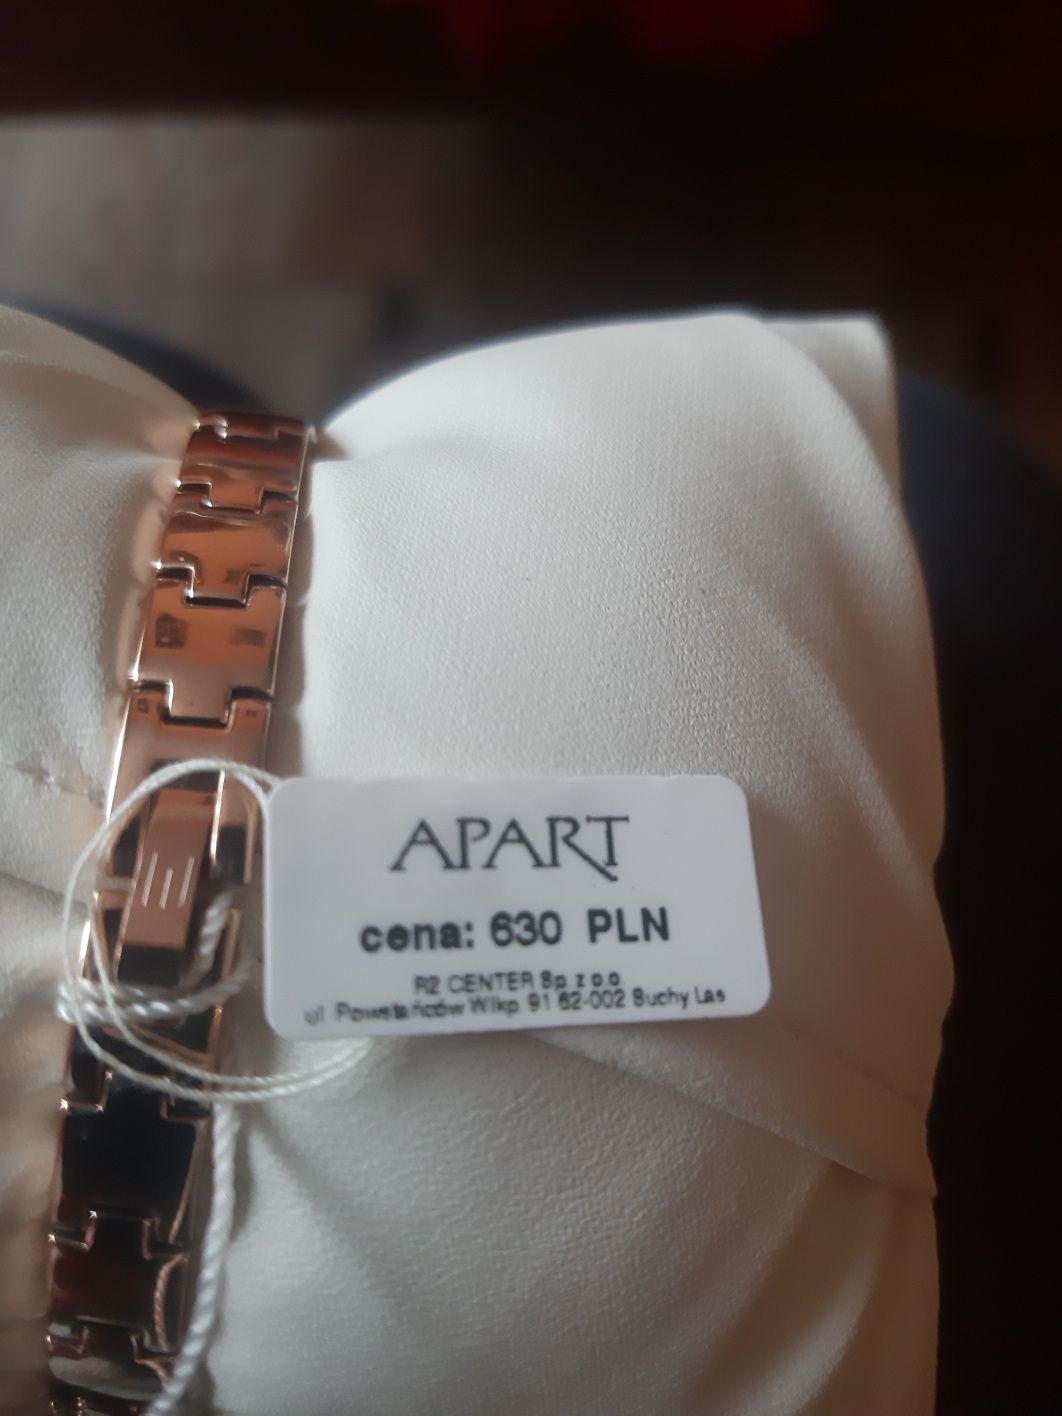 APART
cena: 630 PLN
R2 CENTER Sp z o o
ul Powstańców Wlkp 91 62-002 Suchy Las